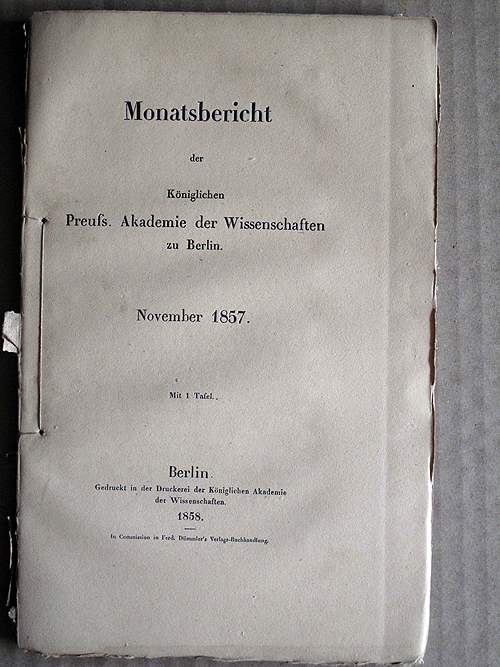 Monatsbericht
der
Königlichen
Preuſs. Akademie der Wissenschaften
zu Berlin.
November 1857.
Mit 1 Tafel.
Berlin.
Gedruckt in der Druckerei der Königlichen Akademie
der Wissenschaften.
1858.
In Commission in Ferd. Dümmler's Verlags-Buchhandlung.